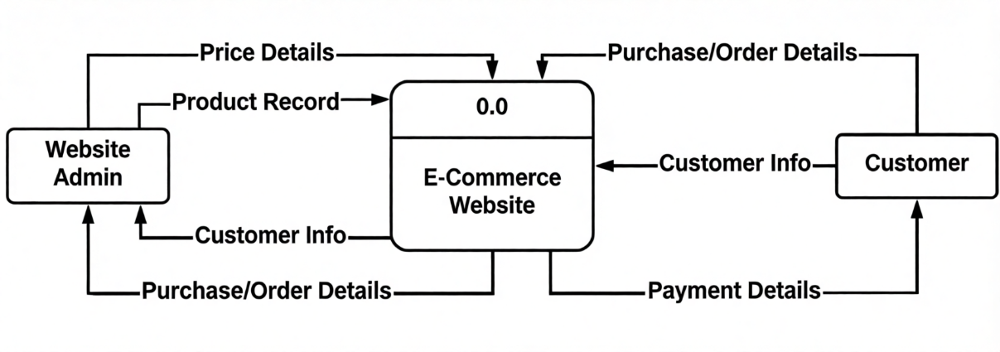 Price Details
Purchase/Order Details
Product Record
0.0
Website
Admin
E-Commerce
Website
Customer Info
Customer
Customer Info
Purchase/Order Details
Payment Details